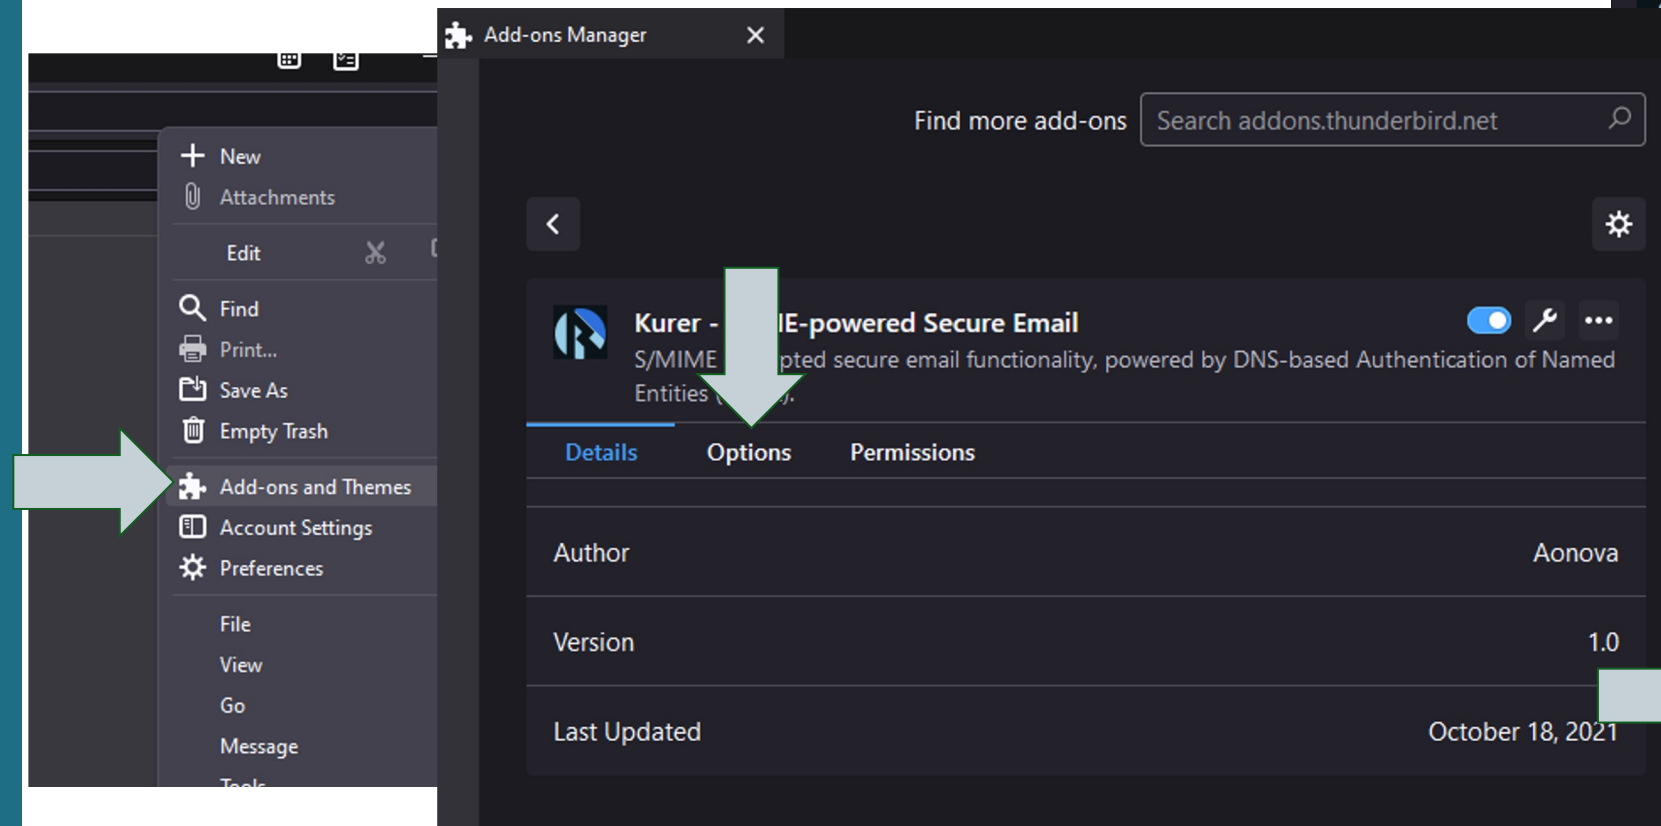 New
Attachments
Edit
Find
Print...
Save As
Empty Trash
Add-ons and Themes
Account Settings
Preferences
File
View
Go
Message
Tools
Add-ons Manager
Find more add-ons
Search addons.thunderbird.net
Kurer - E-powered Secure Email
S/MIME pted secure email functionality, powered by DNS-based Authentication of Named
Entities
Details Options Permissions
Author Aonova
Version 1.0
Last Updated October 18, 2021